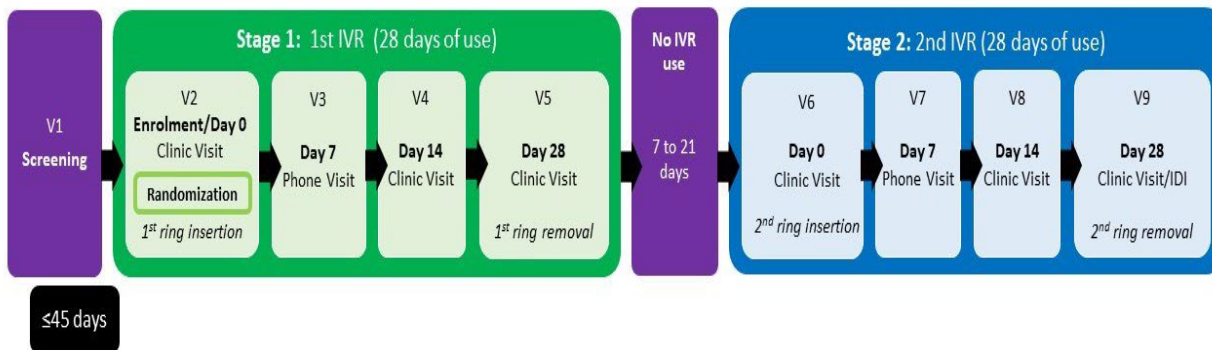 V1
Screening
≤45 days
Stage 1: 1st IVR (28 days of use)
V2
Enrolment/Day 0
Clinic Visit
Randomization
1st ring insertion
V3
Day 7
Phone Visit
V4
Day 14
Clinic Visit
V5
Day 28
Clinic Visit
1st ring removal
No IVR
use
7 to 21
days
Stage 2: 2nd IVR (28 days of use)
V6
Day 0
Clinic Visit
2nd ring insertion
V7
Day 7
Phone Visit
V8
Day 14
Clinic Visit
V9
Day 28
Clinic Visit/IDI
2nd ring removal